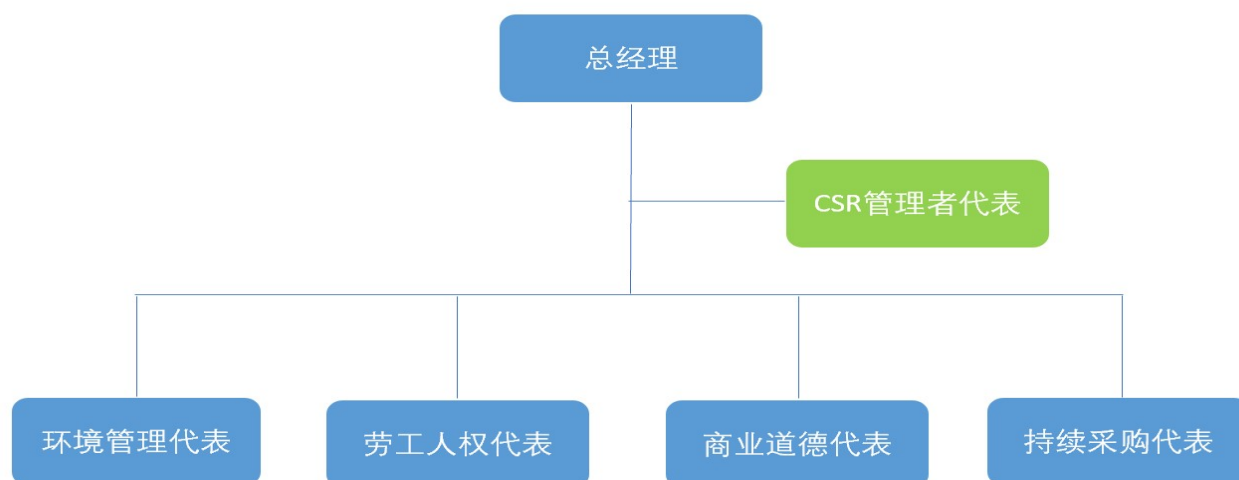 总经理
CSR管理者代表
环境管理代表
劳工人权代表
商业道德代表
持续采购代表